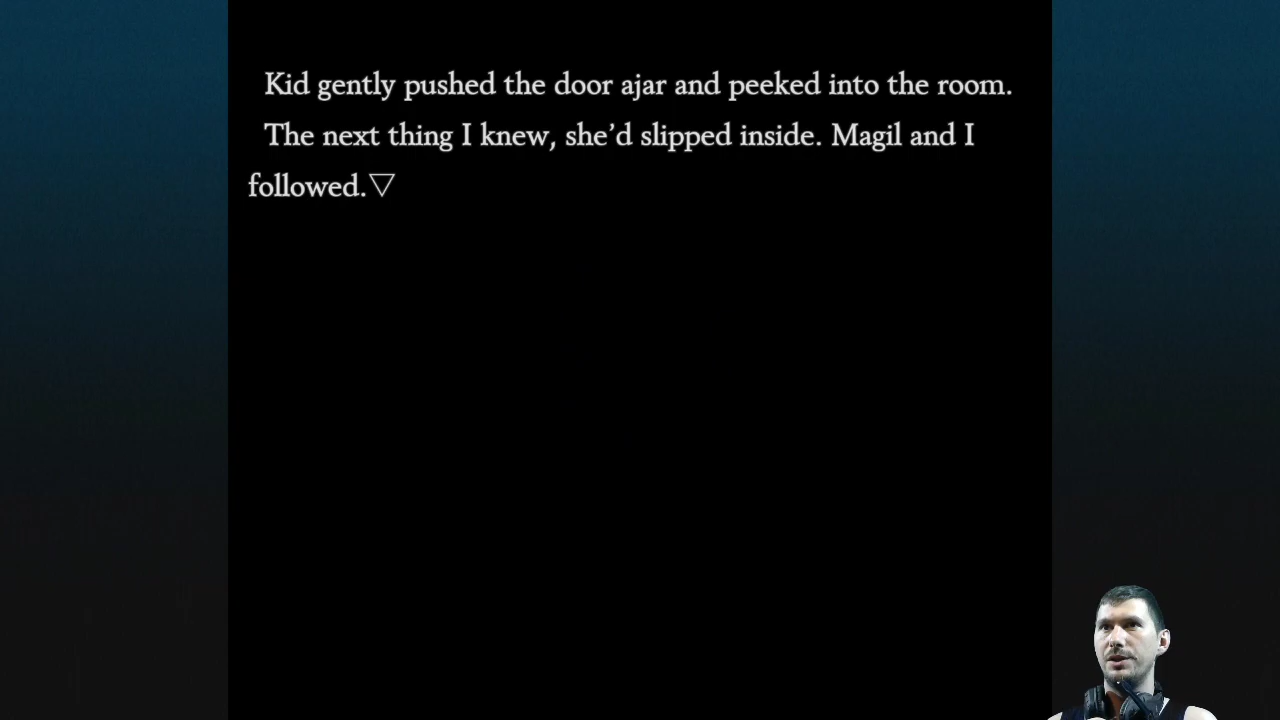 Kid gently pushed the door ajar and peeked into the room.
The next thing I knew, she’d slipped inside. Magil and I
followed.▽